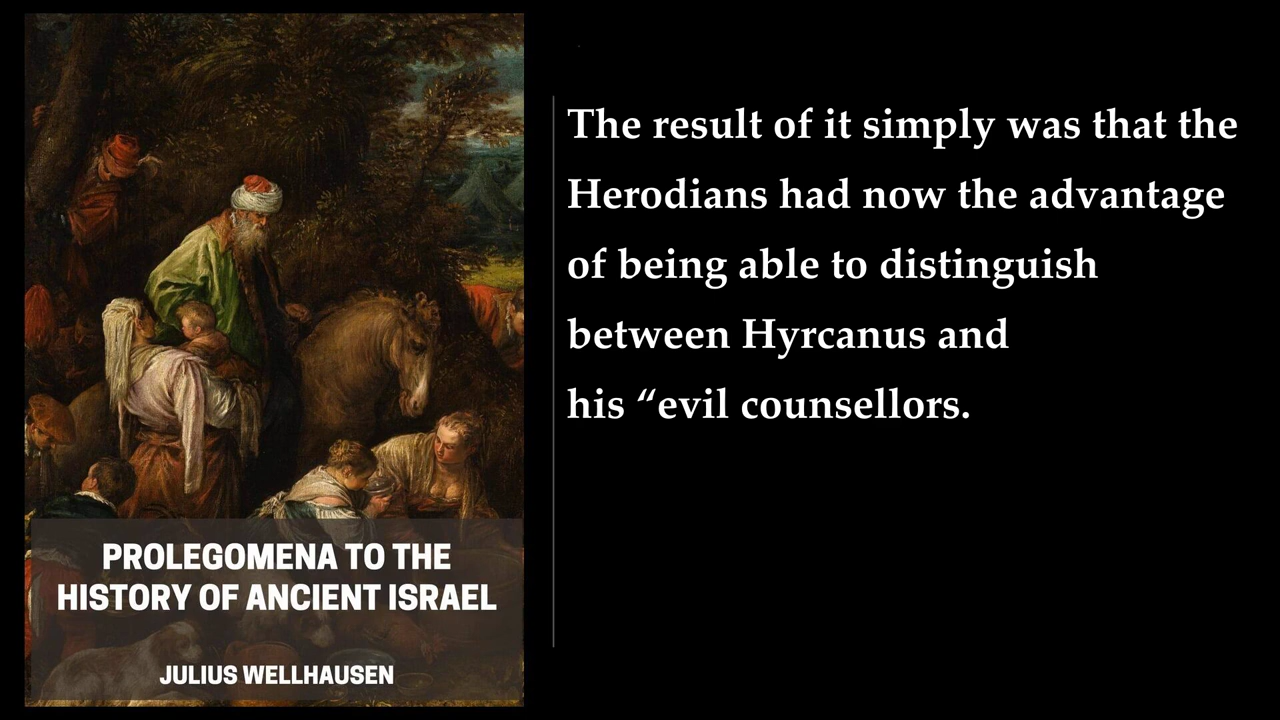 The result of it simply was that the
Herodians had now the advantage
of being able to distinguish
between Hyrcanus and
his “evil counsellors.
PROLEGOMENA TO THE
HISTORY OF ANCIENT ISRAEL
JULIUS WELLHAUSEN